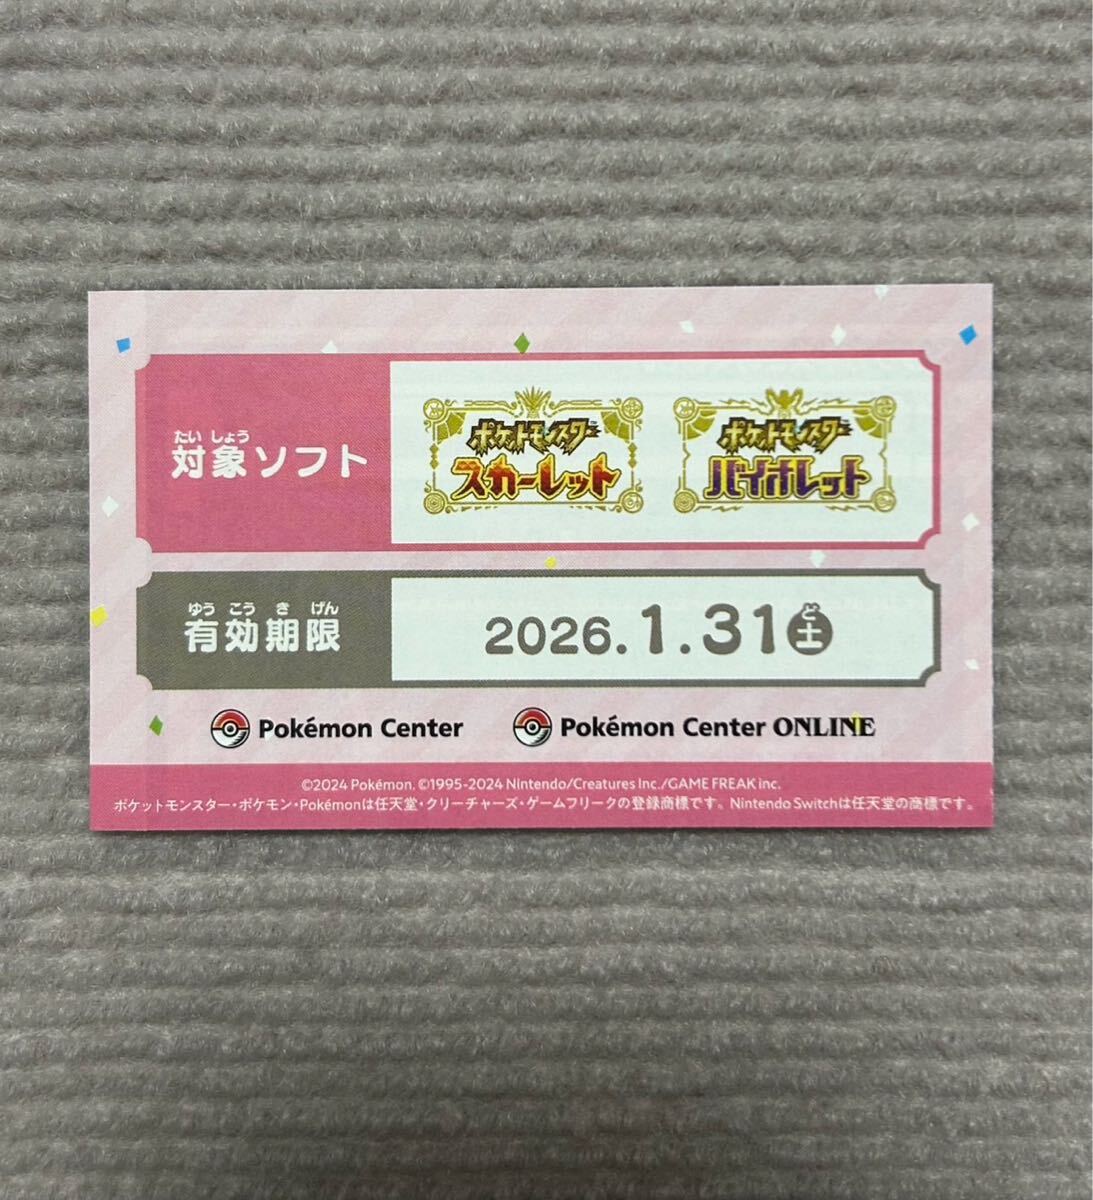 たいしょう
対象ソフト
ポケットモンスター
スカーレット
ポケットモンスター
バイオレット
ゆうこうきげん
有効期限
2026.1.31土
ど
Pokémon Center
Pokémon Center ONLINE
©2024 Pokémon. ©1995-2024 Nintendo/Creatures Inc./GAME FREAK inc.
ポケットモンスター・ポケモン・Pokémonは任天堂・クリーチャーズ・ゲームフリークの登録商標です。Nintendo Switchは任天堂の商標です。